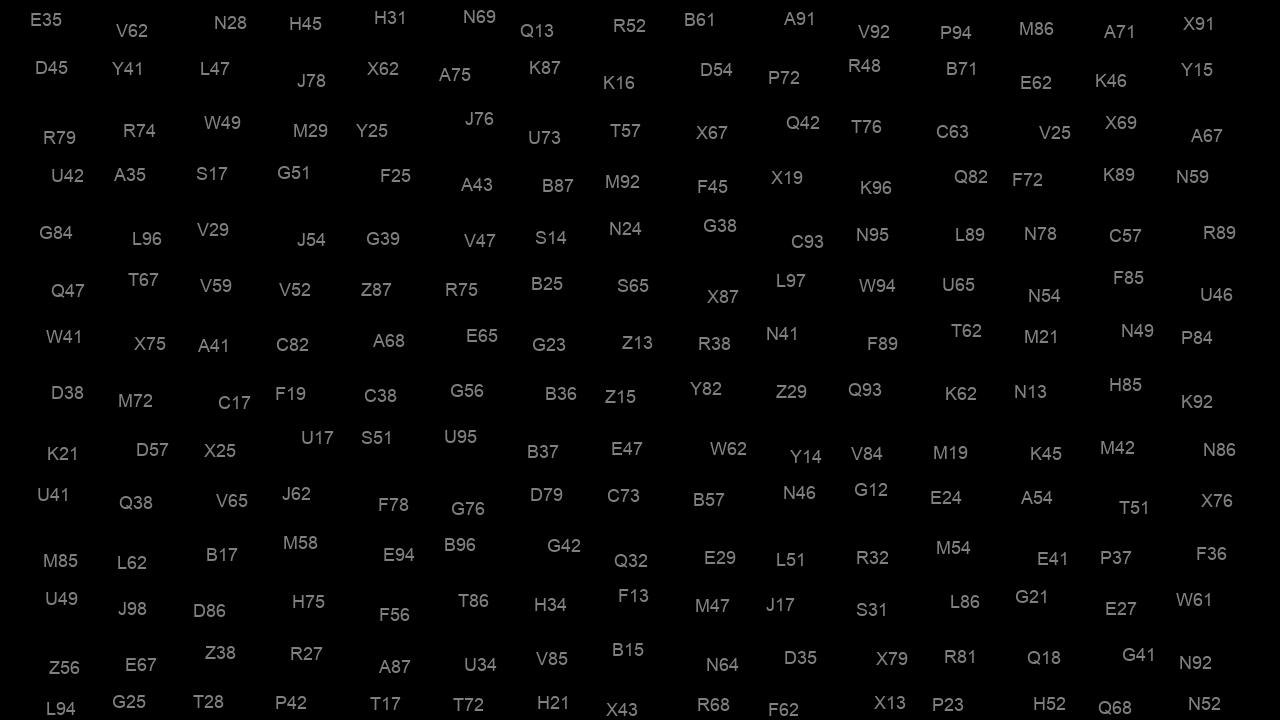 E35 V62 N28 H45 H31 N69 Q13 R52 B61 A91 V92 P94 M86 A71 X91
D45 Y41 L47 J78 X62 A75 K87 K16 D54 P72 R48 B71 E62 K46 Y15
R79 R74 W49 M29 Y25 J76 U73 T57 X67 Q42 T76 C63 V25 X69 A67
U42 A35 S17 G51 F25 A43 B87 M92 F45 X19 K96 Q82 F72 K89 N59
G84 L96 V29 J54 G39 V47 S14 N24 G38 C93 N95 L89 N78 C57 R89
Q47 T67 V59 V52 Z87 R75 B25 S65 X87 L97 W94 U65 N54 F85 U46
W41 X75 A41 C82 A68 E65 G23 Z13 R38 N41 F89 T62 M21 N49 P84
D38 M72 C17 F19 C38 G56 B36 Z15 Y82 Z29 Q93 K62 N13 H85 K92
K21 D57 X25 U17 S51 U95 B37 E47 W62 Y14 V84 M19 K45 M42 N86
U41 Q38 V65 J62 F78 G76 D79 C73 B57 N46 G12 E24 A54 T51 X76
M85 L62 B17 M58 E94 B96 G42 Q32 E29 L51 R32 M54 E41 P37 F36
U49 J98 D86 H75 F56 T86 H34 F13 M47 J17 S31 L86 G21 E27 W61
Z56 E67 Z38 R27 A87 U34 V85 B15 N64 D35 X79 R81 Q18 G41 N92
L94 G25 T28 P42 T17 T72 H21 X43 R68 F62 X13 P23 H52 Q68 N52